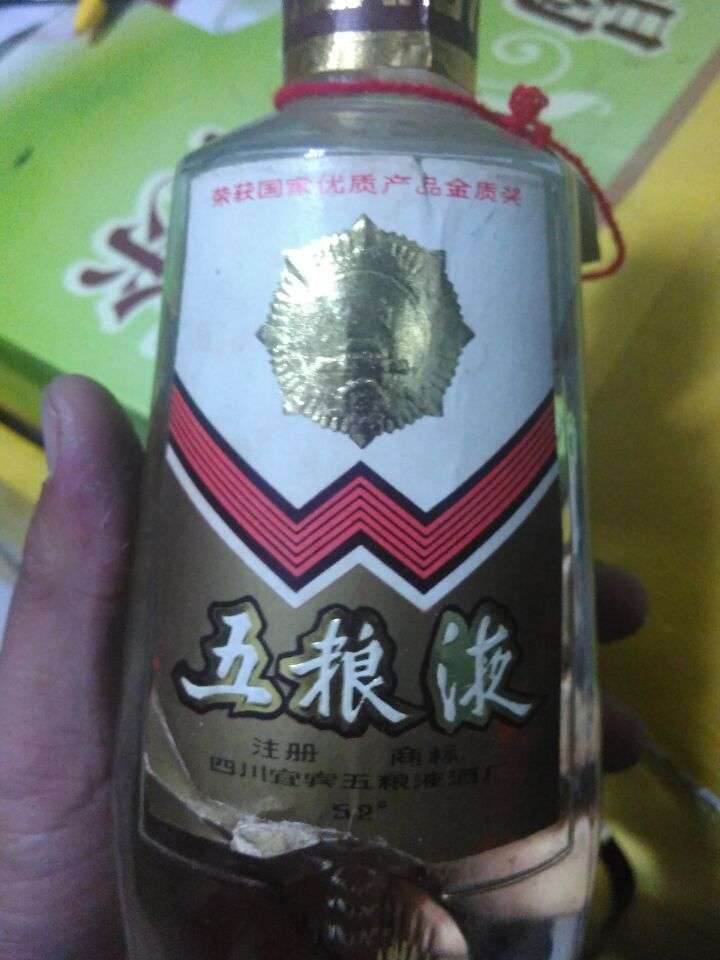 荣获国家优质产品金质奖
五粮液
注册 商标
四川宜宾五粮液酒厂
52°